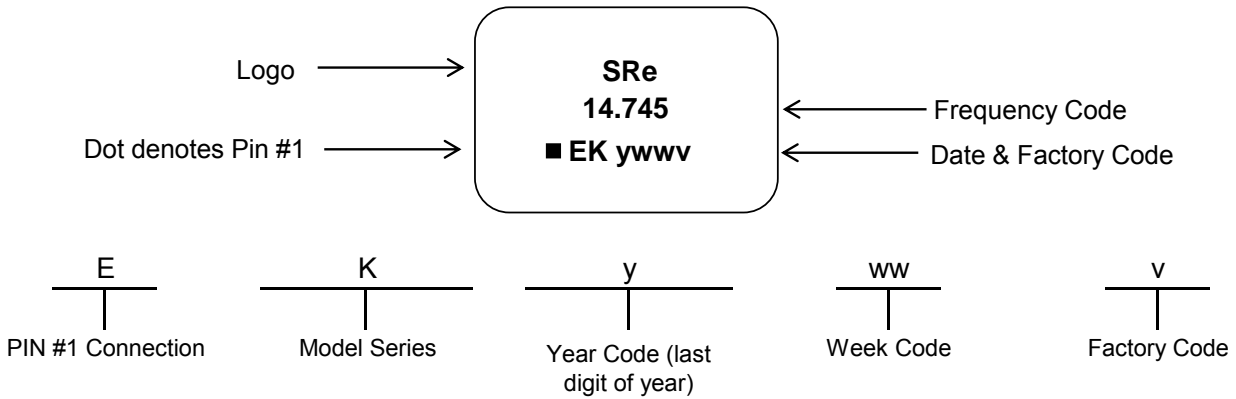 Logo
SRe
14.745
Frequency Code
Dot denotes Pin #1
■ EK ywwv
Date & Factory Code
E
K
y
ww
v
PIN #1 Connection
Model Series
Year Code (last
digit of year)
Week Code
Factory Code